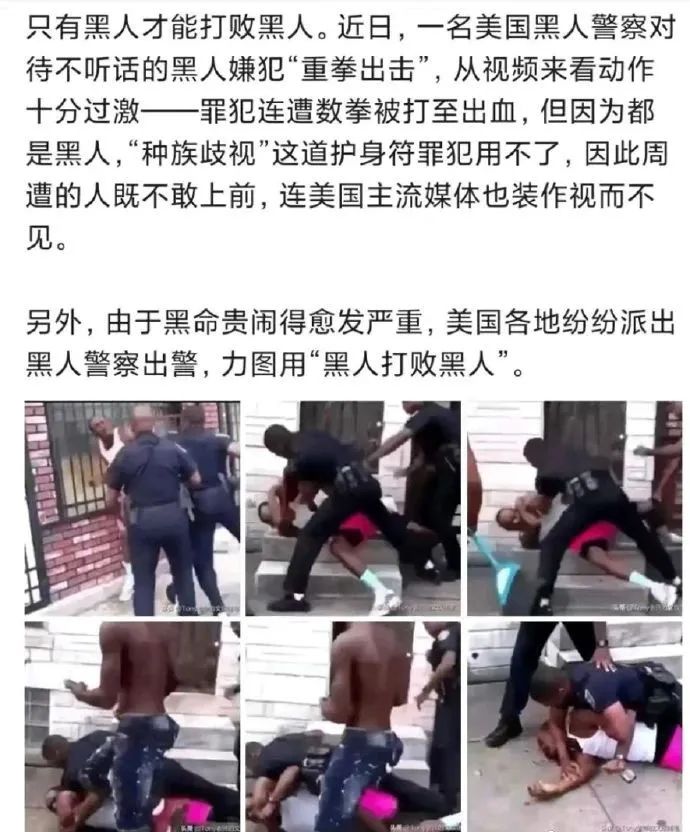 只有黑人才能打败黑人。近日，一名美国黑人警察对
待不听话的黑人嫌犯“重拳出击”，从视频来看动作
十分过激——罪犯连遭数拳被打至出血，但因为都
是黑人，“种族歧视”这道护身符罪犯用不了，因此周
遭的人既不敢上前，连美国主流媒体也装作视而不
见。
另外，由于黑命贵闹得愈发严重，美国各地纷纷派出
黑人警察出警，力图用“黑人打败黑人”。